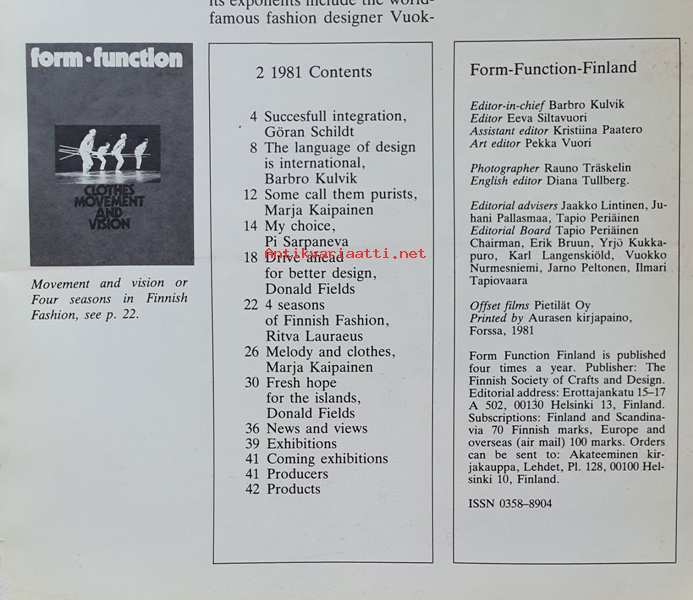 its exponents include the world-
famous fashion designer Vuok-
form·function
CLOTHES
MOVEMENT
AND
VISION
Movement and vision or
Four seasons in Finnish
Fashion, see p. 22.
2 1981 Contents
4 Succesfull integration,
Göran Schildt
8 The language of design
is international,
Barbro Kulvik
12 Some call them purists,
Marja Kaipainen
14 My choice,
Pi Sarpaneva
18 Drive ahead
for better design,
Donald Fields
22 4 seasons
of Finnish Fashion,
Ritva Lauraeus
26 Melody and clothes,
Marja Kaipainen
30 Fresh hope
for the islands,
Donald Fields
36 News and views
39 Exhibitions
41 Coming exhibitions
41 Producers
42 Products
Antikvariaatti.net
Form-Function-Finland
Editor-in-chief Barbro Kulvik
Editor Eeva Siltavuori
Assistant editor Kristiina Paatero
Art editor Pekka Vuori
Photographer Rauno Träskelin
English editor Diana Tullberg.
Editorial advisers Jaakko Lintinen, Ju-
hani Pallasmaa, Tapio Periäinen
Editorial Board Tapio Periäinen
Chairman, Erik Bruun, Yrjö Kukka-
puro, Karl Langenskiöld, Vuokko
Nurmesniemi, Jarno Peltonen, Ilmari
Tapiovaara
Offset films Pietilät Oy
Printed by Aurasen kirjapaino,
Forssa, 1981
Form Function Finland is published
four times a year. Publisher: The
Finnish Society of Crafts and Design.
Editorial address: Erottajankatu 15–17
A 502, 00130 Helsinki 13, Finland.
Subscriptions: Finland and Scandina-
via 70 Finnish marks, Europe and
overseas (air mail) 100 marks. Orders
can be sent to: Akateeminen kir-
jakauppa, Lehdet, Pl. 128, 00100 Hel-
sinki 10, Finland.
ISSN 0358–8904